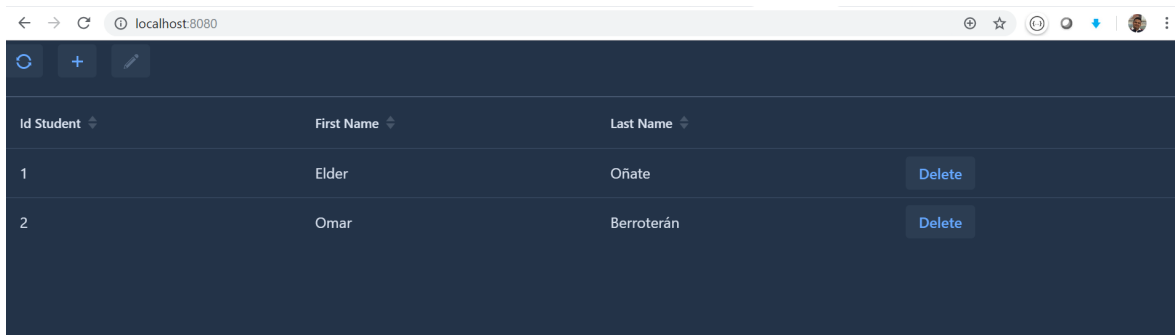 localhost:8080
Id Student First Name Last Name
1 Elder Oñate Delete
2 Omar Berroterán Delete